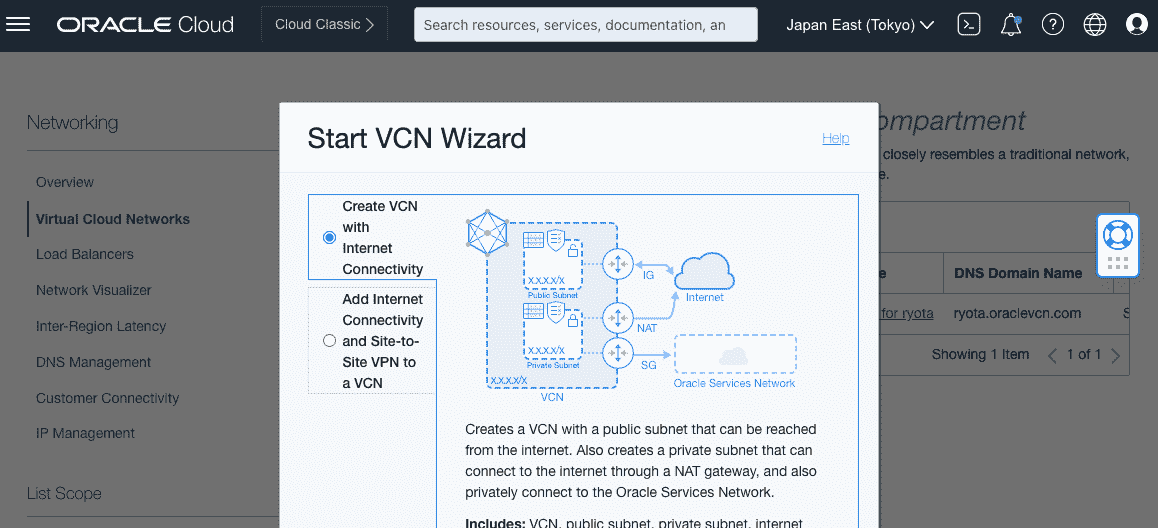 ORACLE Cloud
Cloud Classic
Search resources, services, documentation, an
Japan East (Tokyo)
Networking
Overview
Virtual Cloud Networks
Load Balancers
Network Visualizer
Inter-Region Latency
DNS Management
Customer Connectivity
IP Management
List Scope
Start VCN Wizard
Help
Create VCN
with
Internet
Connectivity
Add Internet
Connectivity
and Site-to-
Site VPN to
a VCN
X.X.X.X/X
Public Subnet
X.X.X.X/X
Private Subnet
X.X.X.X/X
VCN
IG
NAT
SG
Internet
Oracle Services Network
Creates a VCN with a public subnet that can be reached
from the internet. Also creates a private subnet that can
connect to the internet through a NAT gateway, and also
privately connect to the Oracle Services Network.
Includes: VCN, public subnet, private subnet, internet
ompartment
closely resembles a traditional network,
e.
e
DNS Domain Name
for ryota
ryota.oraclevcn.com
S
Showing 1 Item
1 of 1